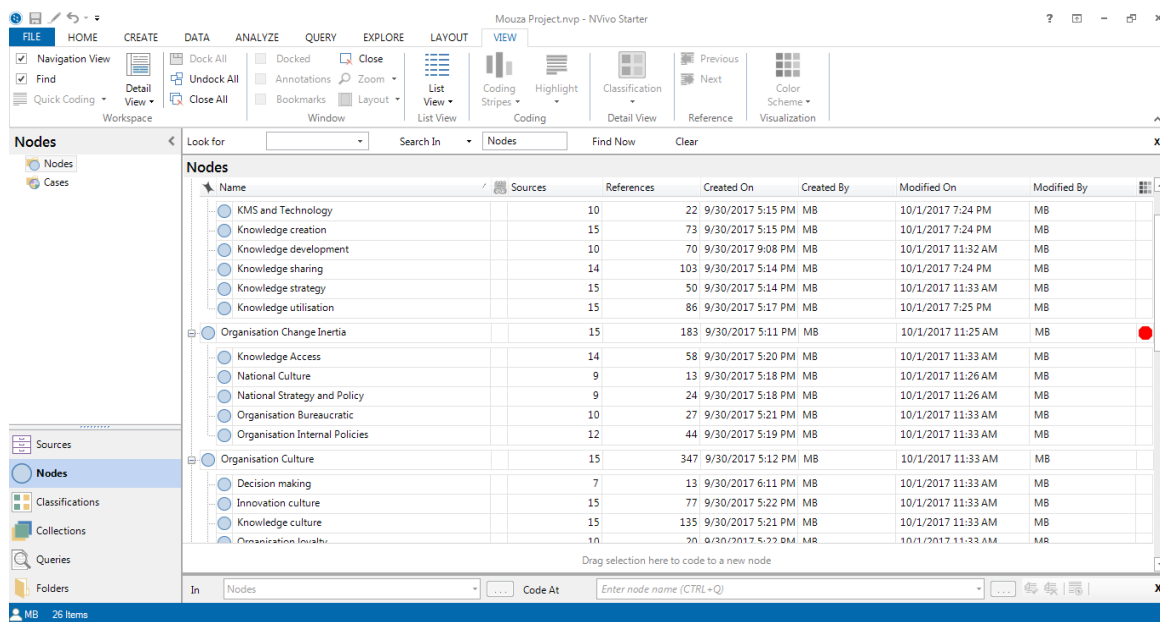 Mouza Project.nvp - NVivo Starter
FILE HOME CREATE DATA ANALYZE QUERY EXPLORE LAYOUT VIEW
Navigation View Dock All Docked Close Previous
Find Undock All Annotations Zoom Next
Quick Coding Detail View Close All Bookmarks Layout List View Coding Stripes Highlight Classification Color Scheme
Workspace Window List View Coding Detail View Reference Visualization
Nodes Look for Search In Nodes Find Now Clear x
Nodes
Cases
Nodes
Name Sources References Created On Created By Modified On Modified By
KMS and Technology 10 22 9/30/2017 5:15 PM MB 10/1/2017 7:24 PM MB
Knowledge creation 15 73 9/30/2017 5:15 PM MB 10/1/2017 7:24 PM MB
Knowledge development 10 70 9/30/2017 9:08 PM MB 10/1/2017 11:32 AM MB
Knowledge sharing 14 103 9/30/2017 5:14 PM MB 10/1/2017 7:24 PM MB
Knowledge strategy 15 50 9/30/2017 5:14 PM MB 10/1/2017 11:33 AM MB
Knowledge utilisation 15 86 9/30/2017 5:17 PM MB 10/1/2017 7:25 PM MB
Organisation Change Inertia 15 183 9/30/2017 5:11 PM MB 10/1/2017 11:25 AM MB
Knowledge Access 14 58 9/30/2017 5:20 PM MB 10/1/2017 11:33 AM MB
National Culture 9 13 9/30/2017 5:18 PM MB 10/1/2017 11:26 AM MB
National Strategy and Policy 9 24 9/30/2017 5:18 PM MB 10/1/2017 11:26 AM MB
Organisation Bureaucratic 10 27 9/30/2017 5:21 PM MB 10/1/2017 11:33 AM MB
Organisation Internal Policies 12 44 9/30/2017 5:19 PM MB 10/1/2017 11:33 AM MB
Organisation Culture 15 347 9/30/2017 5:12 PM MB 10/1/2017 11:33 AM MB
Decision making 7 13 9/30/2017 6:11 PM MB 10/1/2017 11:33 AM MB
Innovation culture 15 77 9/30/2017 5:22 PM MB 10/1/2017 11:33 AM MB
Knowledge culture 15 135 9/30/2017 5:21 PM MB 10/1/2017 11:33 AM MB
Organisation loyalty 10 20 9/30/2017 5:22 PM MB 10/1/2017 11:33 AM MB
Sources
Nodes
Classifications
Collections
Queries
Folders
Drag selection here to code to a new node
In Nodes ... Code At Enter node name (CTRL+Q) ... x
MB 26 Items